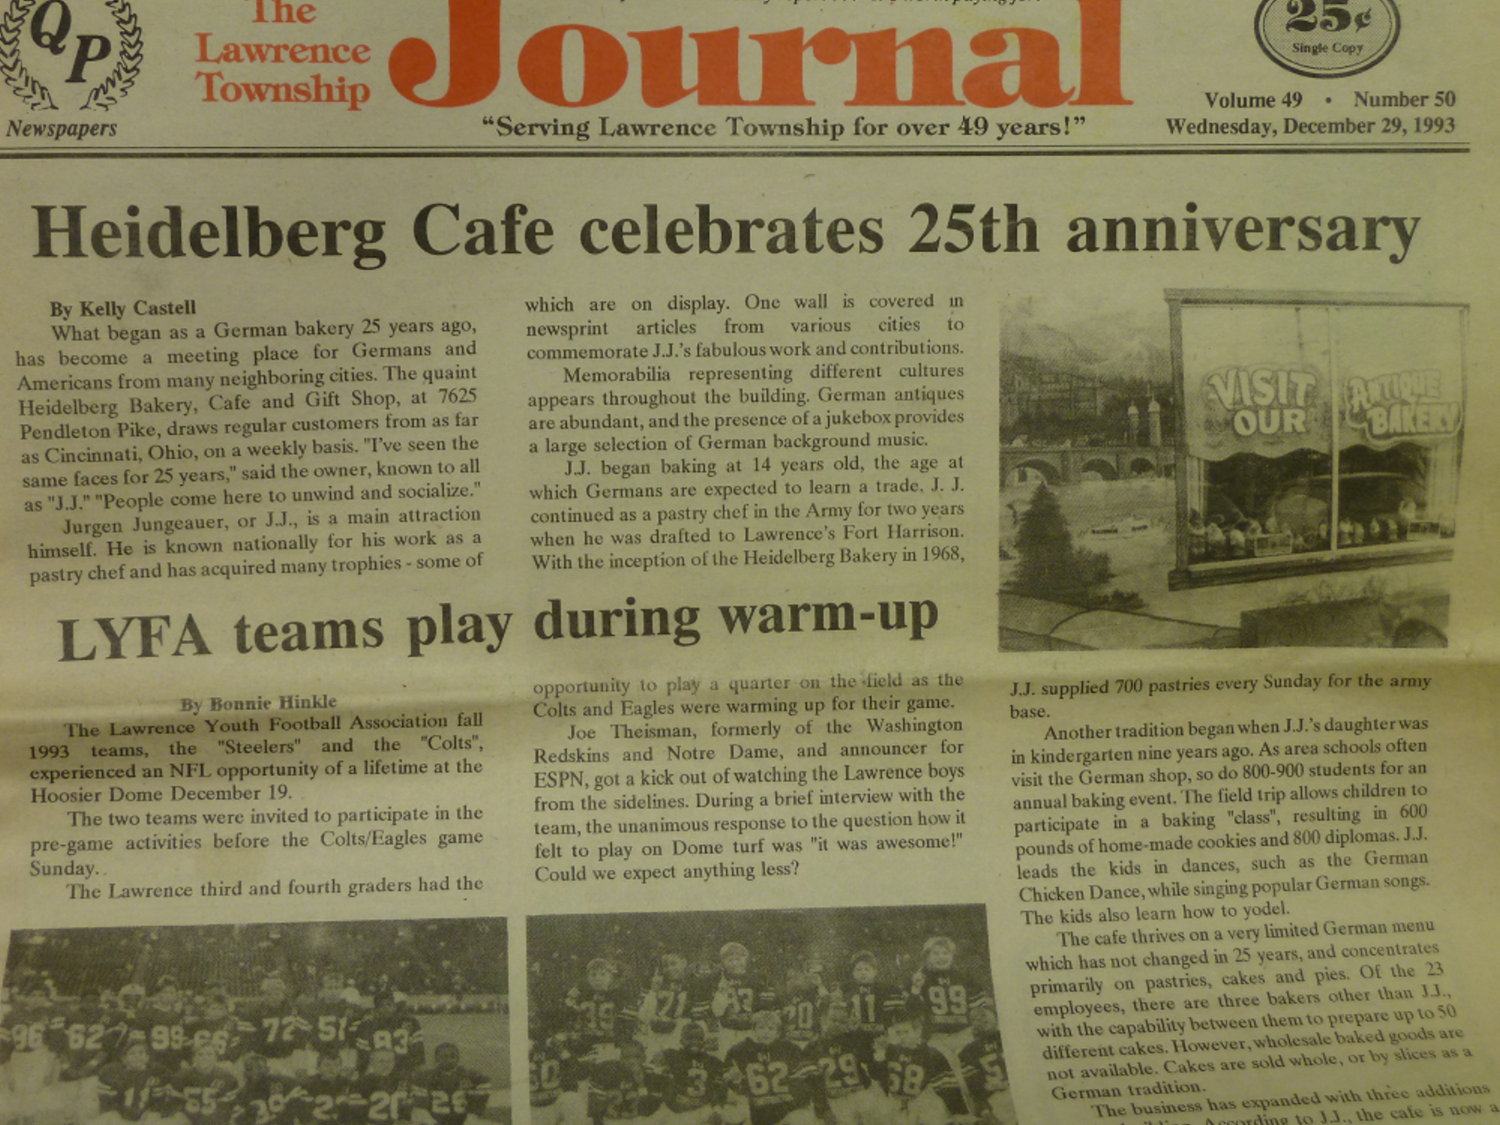 QP
Newspapers
The
Lawrence
Township
Journal
"Serving Lawrence Township for over 49 years!"
25¢
Single Copy
Volume 49 • Number 50
Wednesday, December 29, 1993
Heidelberg Cafe celebrates 25th anniversary
By Kelly Castell
What began as a German bakery 25 years ago,
has become a meeting place for Germans and
Americans from many neighboring cities. The quaint
Heidelberg Bakery, Cafe and Gift Shop, at 7625
Pendleton Pike, draws regular customers from as far
as Cincinnati, Ohio, on a weekly basis. "I've seen the
same faces for 25 years," said the owner, known to all
as "J.J." "People come here to unwind and socialize."
Jurgen Jungeauer, or J.J., is a main attraction
himself. He is known nationally for his work as a
pastry chef and has acquired many trophies - some of
which are on display. One wall is covered in
newsprint articles from various cities to
commemorate J.J.'s fabulous work and contributions.
Memorabilia representing different cultures
appears throughout the building. German antiques
are abundant, and the presence of a jukebox provides
a large selection of German background music.
J.J. began baking at 14 years old, the age at
which Germans are expected to learn a trade. J. J.
continued as a pastry chef in the Army for two years
when he was drafted to Lawrence's Fort Harrison.
With the inception of the Heidelberg Bakery in 1968,
VISIT
OUR
ANTIQUE
BAKERY
J.J. supplied 700 pastries every Sunday for the army
base.
Another tradition began when J.J.'s daughter was
in kindergarten nine years ago. As area schools often
visit the German shop, so do 800-900 students for an
annual baking event. The field trip allows children to
participate in a baking "class", resulting in 600
pounds of home-made cookies and 800 diplomas. J.J.
leads the kids in dances, such as the German
Chicken Dance, while singing popular German songs.
The kids also learn how to yodel.
The cafe thrives on a very limited German menu
which has not changed in 25 years, and concentrates
primarily on pastries, cakes and pies. Of the 23
employees, there are three bakers other than J.J.,
with the capability between them to prepare up to 50
different cakes. However, wholesale baked goods are
not available. Cakes are sold whole, or by slices as a
German tradition.
The business has expanded with three additions
According to J.J., the cafe is now a
LYFA teams play during warm-up
By Bonnie Hinkle
The Lawrence Youth Football Association fall
1993 teams, the "Steelers" and the "Colts",
experienced an NFL opportunity of a lifetime at the
Hoosier Dome December 19.
The two teams were invited to participate in the
pre-game activities before the Colts/Eagles game
Sunday.
The Lawrence third and fourth graders had the
opportunity to play a quarter on the field as the
Colts and Eagles were warming up for their game.
Joe Theisman, formerly of the Washington
Redskins and Notre Dame, and announcer for
ESPN, got a kick out of watching the Lawrence boys
from the sidelines. During a brief interview with the
team, the unanimous response to the question how it
felt to play on Dome turf was "it was awesome!"
Could we expect anything less?
96 62 99 66 72 51 83
11 55 2 20
39 71 83 11 99
3 62 29 68